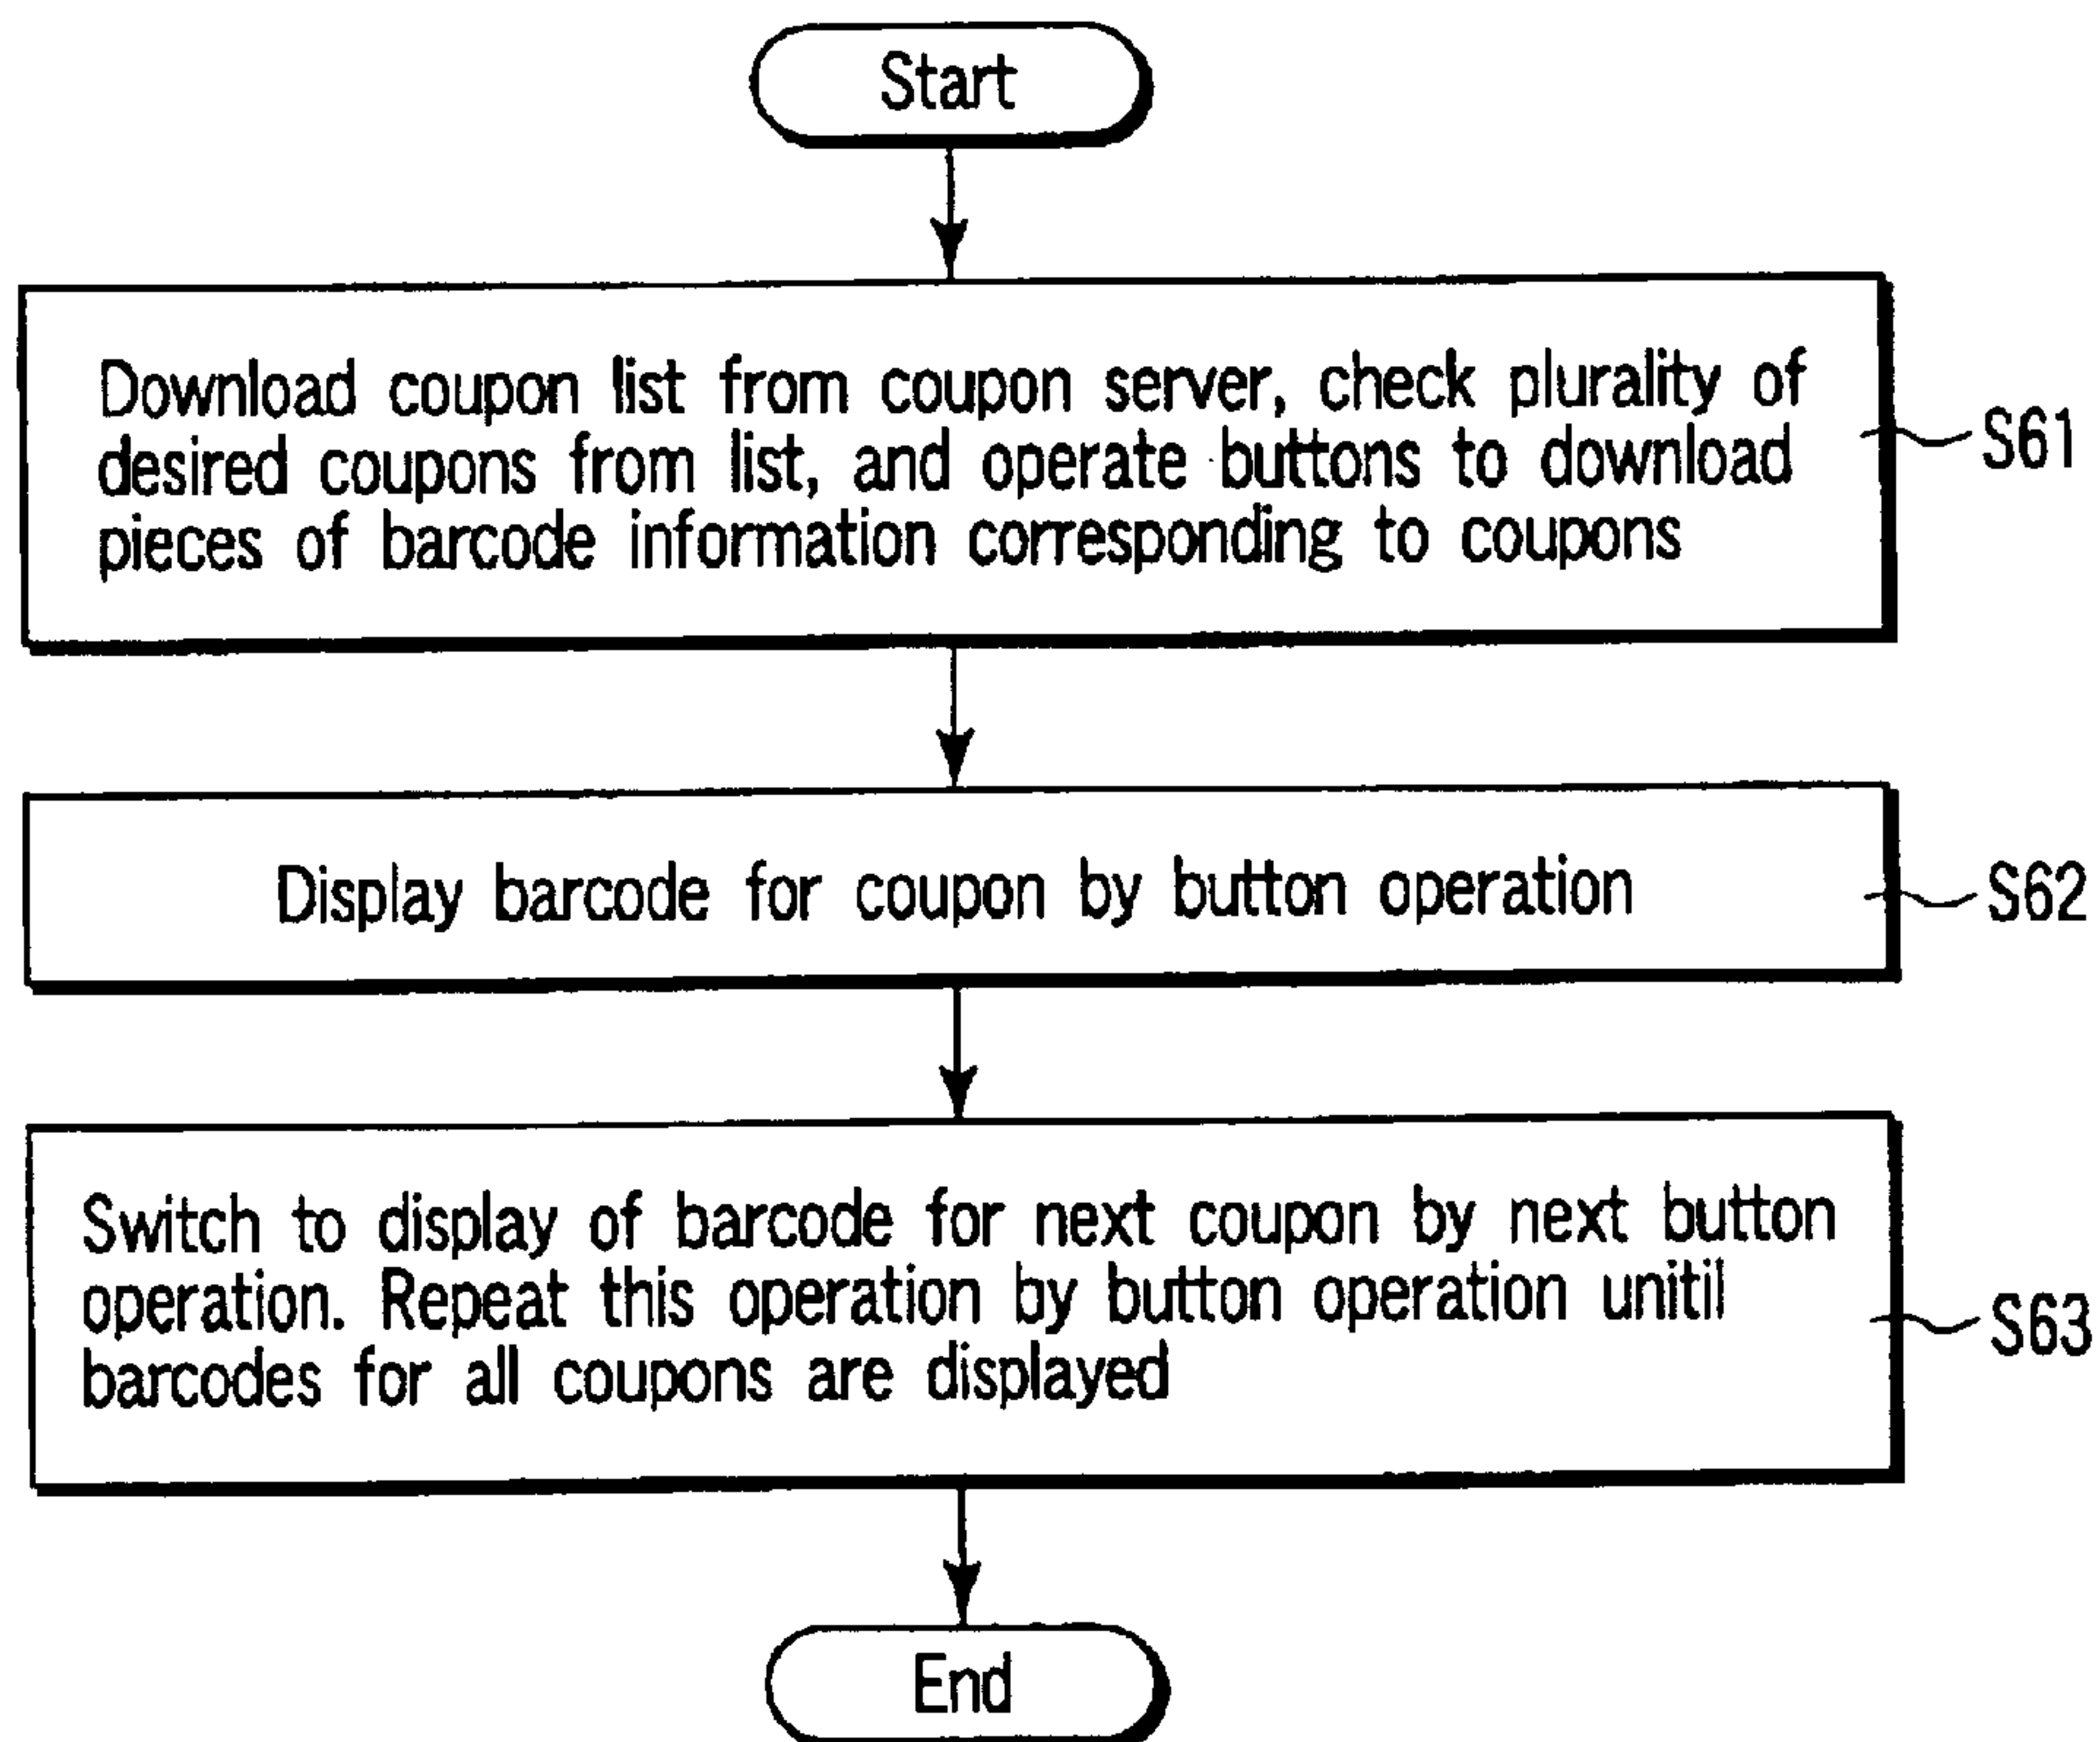 Start
Download coupon list from coupon server, check plurality of
desired coupons from list, and operate buttons to download
pieces of barcode information corresponding to coupons
S61
Display barcode for coupon by button operation
S62
Switch to display of barcode for next coupon by next button
operation. Repeat this operation by button operation unitil
barcodes for all coupons are displayed
S63
End